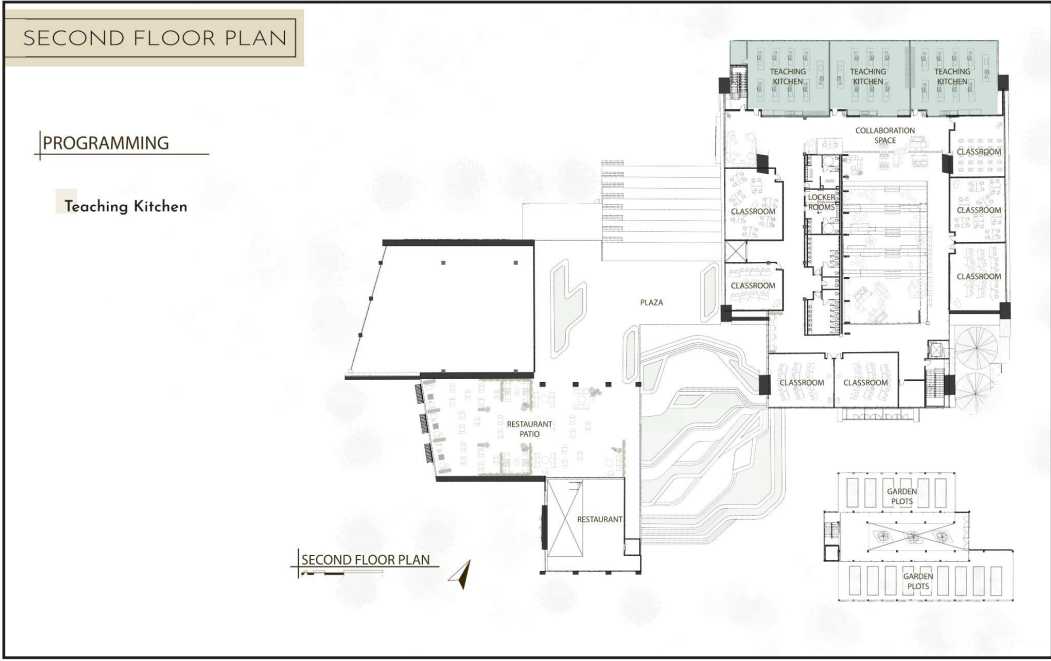 SECOND FLOOR PLAN
PROGRAMMING
Teaching Kitchen
TEACHING
KITCHEN
TEACHING
KITCHEN
TEACHING
KITCHEN
COLLABORATION
SPACE
CLASSROOM
CLASSROOM
LOCKER
ROOMS
CLASSROOM
CLASSROOM
CLASSROOM
PLAZA
CLASSROOM
CLASSROOM
RESTAURANT
PATIO
RESTAURANT
GARDEN
PLOTS
GARDEN
PLOTS
SECOND FLOOR PLAN